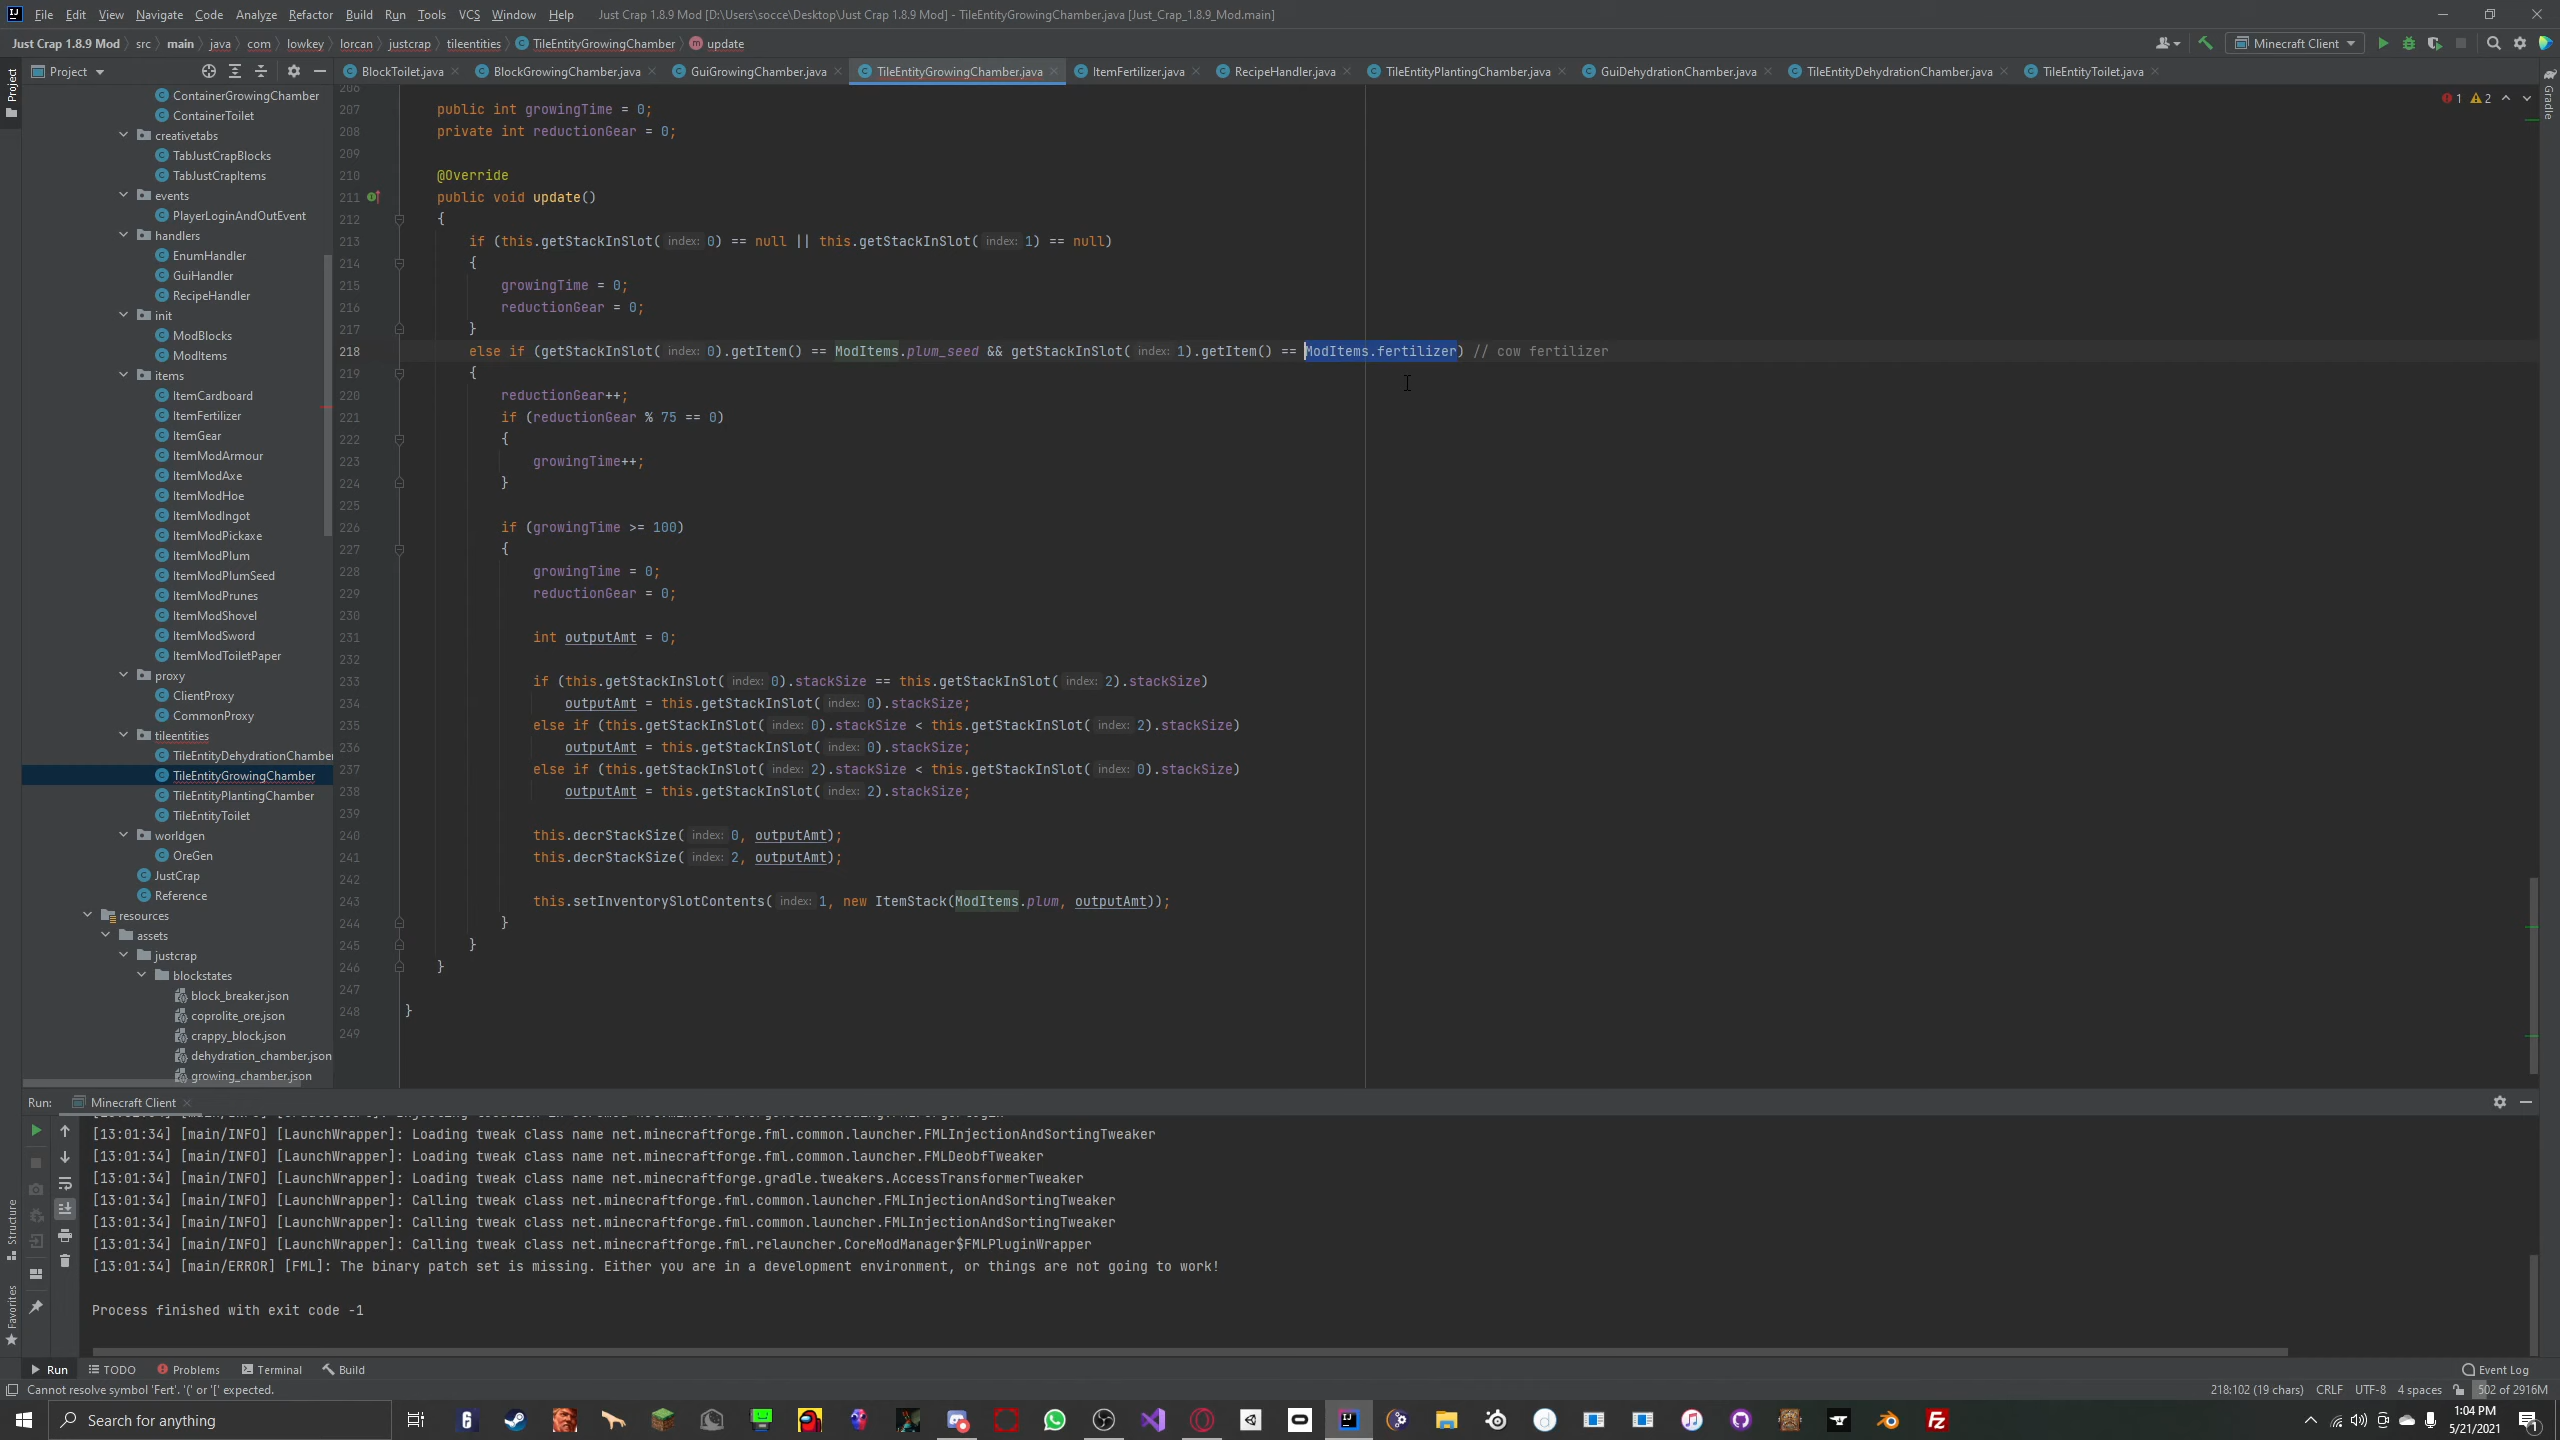 File Edit View Navigate Code Analyze Refactor Build Run Tools VCS Window Help Just Crap 1.8.9 Mod [D:\Users\socce\Desktop\Just Crap 1.8.9 Mod] - TileEntityGrowingChamber.java [Just_Crap_1.8.9_Mod.main]
Just Crap 1.8.9 Mod src main java com lowkey lorcan justcrap tileentities TileEntityGrowingChamber update Minecraft Client
Project BlockToilet.java BlockGrowingChamber.java GuiGrowingChamber.java TileEntityGrowingChamber.java ItemFertilizer.java RecipeHandler.java TileEntityPlantingChamber.java GuiDehydrationChamber.java TileEntityDehydrationChamber.java TileEntityToilet.java
Project
Gradle
1 2
ContainerGrowingChamber
ContainerToilet
creativetabs
TabJustCrapBlocks
TabJustCrapItems
events
PlayerLoginAndOutEvent
handlers
EnumHandler
GuiHandler
RecipeHandler
init
ModBlocks
ModItems
items
ItemCardboard
ItemFertilizer
ItemGear
ItemModArmour
ItemModAxe
ItemModHoe
ItemModIngot
ItemModPickaxe
ItemModPlum
ItemModPlumSeed
ItemModPrunes
ItemModShovel
ItemModSword
ItemModToiletPaper
proxy
ClientProxy
CommonProxy
tileentities
TileEntityDehydrationChamber
TileEntityGrowingChamber
TileEntityPlantingChamber
TileEntityToilet
worldgen
OreGen
JustCrap
Reference
resources
assets
justcrap
blockstates
block_breaker.json
coprolite_ore.json
crappy_block.json
dehydration_chamber.json
growing_chamber.json
206
207 public int growingTime = 0;
208 private int reductionGear = 0;
209
210 @Override
211 public void update()
212 {
213 if (this.getStackInSlot( index: 0) == null || this.getStackInSlot( index: 1) == null)
214 {
215 growingTime = 0;
216 reductionGear = 0;
217 }
218 else if (getStackInSlot( index: 0).getItem() == ModItems.plum_seed && getStackInSlot( index: 1).getItem() == ModItems.fertilizer) // cow fertilizer
219 {
220 reductionGear++;
221 if (reductionGear % 75 == 0)
222 {
223 growingTime++;
224 }
225
226 if (growingTime >= 100)
227 {
228 growingTime = 0;
229 reductionGear = 0;
230
231 int outputAmt = 0;
232
233 if (this.getStackInSlot( index: 0).stackSize == this.getStackInSlot( index: 2).stackSize)
234 outputAmt = this.getStackInSlot( index: 0).stackSize;
235 else if (this.getStackInSlot( index: 0).stackSize < this.getStackInSlot( index: 2).stackSize)
236 outputAmt = this.getStackInSlot( index: 0).stackSize;
237 else if (this.getStackInSlot( index: 2).stackSize < this.getStackInSlot( index: 0).stackSize)
238 outputAmt = this.getStackInSlot( index: 2).stackSize;
239
240 this.decrStackSize( index: 0, outputAmt);
241 this.decrStackSize( index: 2, outputAmt);
242
243 this.setInventorySlotContents( index: 1, new ItemStack(ModItems.plum, outputAmt));
244 }
245 }
246 }
247
248 }
249
Run: Minecraft Client
[13:01:34] [main/INFO] [LaunchWrapper]: Loading tweak class name net.minecraftforge.fml.common.launcher.FMLInjectionAndSortingTweaker
[13:01:34] [main/INFO] [LaunchWrapper]: Loading tweak class name net.minecraftforge.fml.common.launcher.FMLDeobfTweaker
[13:01:34] [main/INFO] [LaunchWrapper]: Loading tweak class name net.minecraftforge.gradle.tweakers.AccessTransformerTweaker
[13:01:34] [main/INFO] [LaunchWrapper]: Calling tweak class net.minecraftforge.fml.common.launcher.FMLInjectionAndSortingTweaker
[13:01:34] [main/INFO] [LaunchWrapper]: Calling tweak class net.minecraftforge.fml.common.launcher.FMLInjectionAndSortingTweaker
[13:01:34] [main/INFO] [LaunchWrapper]: Calling tweak class net.minecraftforge.fml.relauncher.CoreModManager$FMLPluginWrapper
[13:01:34] [main/ERROR] [FML]: The binary patch set is missing. Either you are in a development environment, or things are not going to work!
Process finished with exit code -1
Structure
Favorites
Run TODO Problems Terminal Build Event Log
Cannot resolve symbol 'Fert'. '(' or '[' expected. 218:102 (19 chars) CRLF UTF-8 4 spaces 502 of 2916M
Search for anything
1:04 PM
5/21/2021